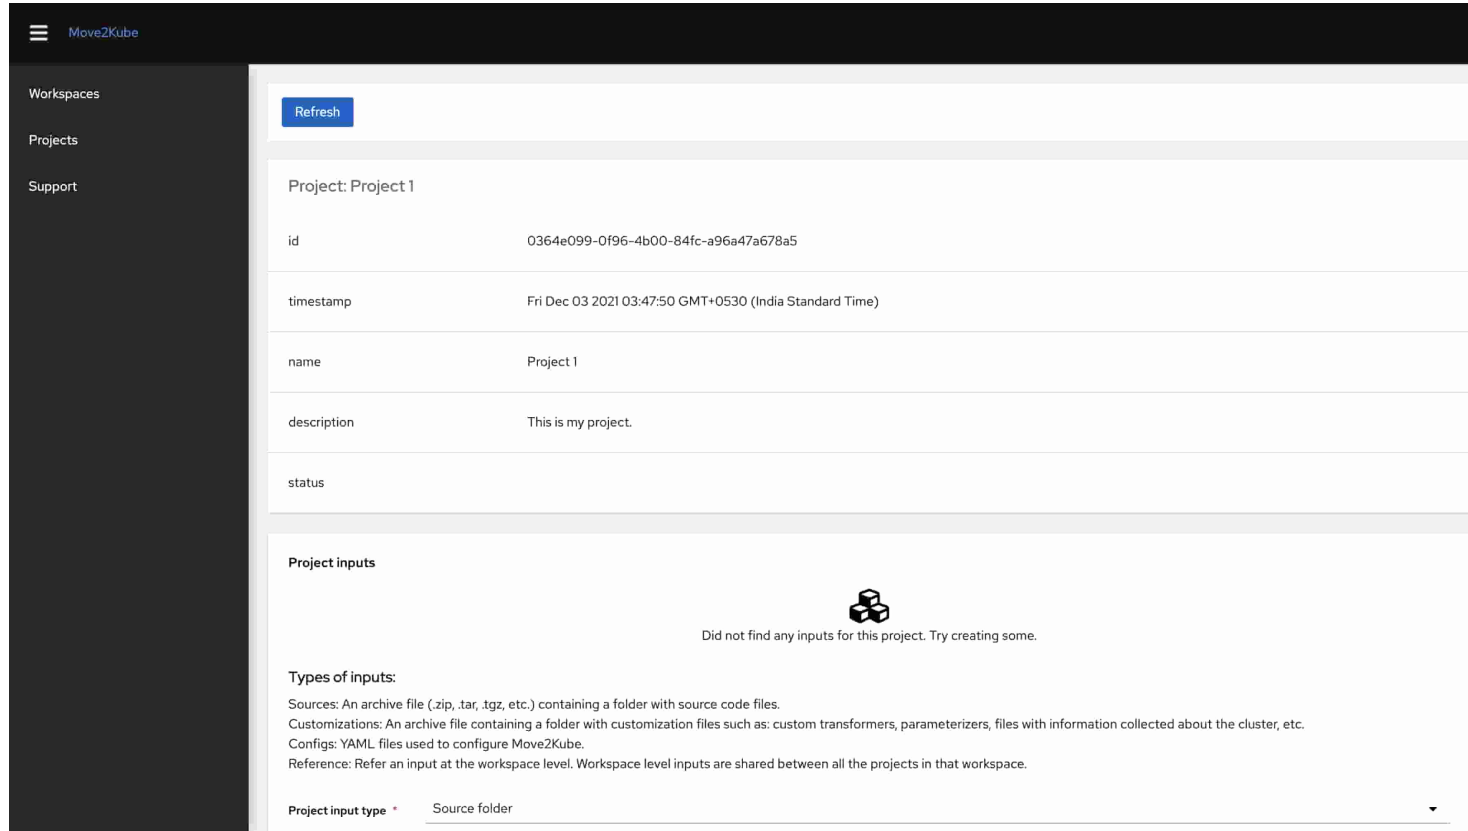 Move2Kube
Workspaces
Projects
Support
Refresh
Project: Project 1
id 0364e099-0f96-4b00-84fc-a96a47a678a5
timestamp Fri Dec 03 2021 03:47:50 GMT+0530 (India Standard Time)
name Project 1
description This is my project.
status
Project inputs
Did not find any inputs for this project. Try creating some.
Types of inputs:
Sources: An archive file (.zip, .tar, .tgz, etc.) containing a folder with source code files.
Customizations: An archive file containing a folder with customization files such as: custom transformers, parameterizers, files with information collected about the cluster, etc.
Configs: YAML files used to configure Move2Kube.
Reference: Refer an input at the workspace level. Workspace level inputs are shared between all the projects in that workspace.
Project input type * Source folder